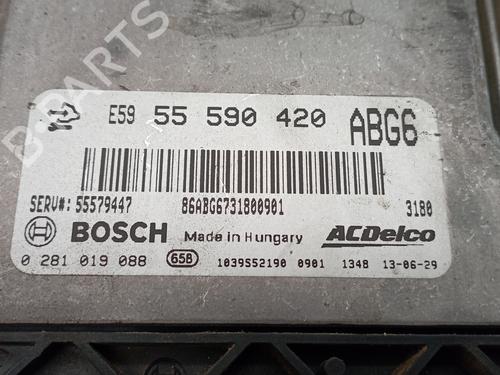 E59 55 590 420 ABG6
SERV#: 55579447 86ABG6731800901 3180
BOSCH Made in Hungary ACDelco
0 281 019 088 658 1039S52190 0901 1348 13-06-29
B-PARTS